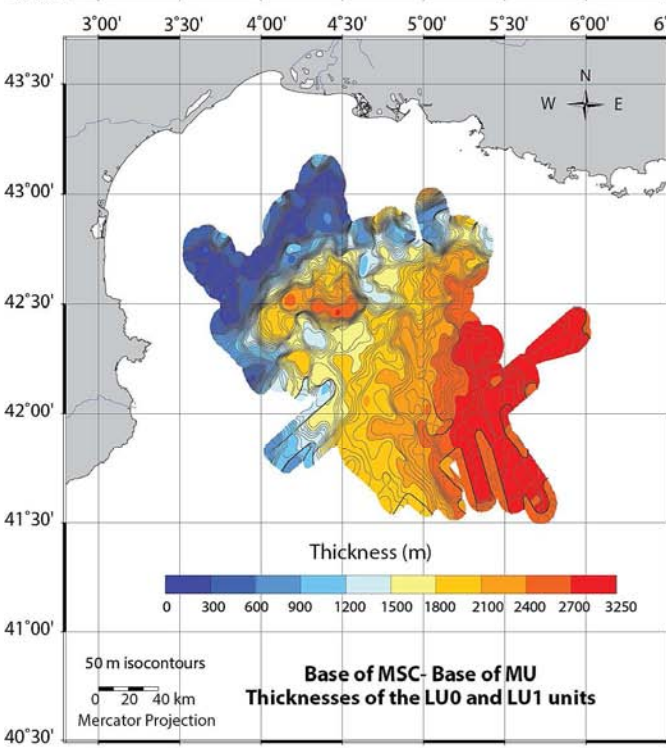 3°00' 3°30' 4°00' 4°30' 5°00' 5°30' 6°00' 6°
43°30'
N
W E
43°00'
42°30'
42°00'
41°30'
Thickness (m)
0 300 600 900 1200 1500 1800 2100 2400 2700 3250
41°00'
50 m isocontours
0 20 40 km
Mercator Projection
Base of MSC- Base of MU
Thicknesses of the LU0 and LU1 units
40°30'